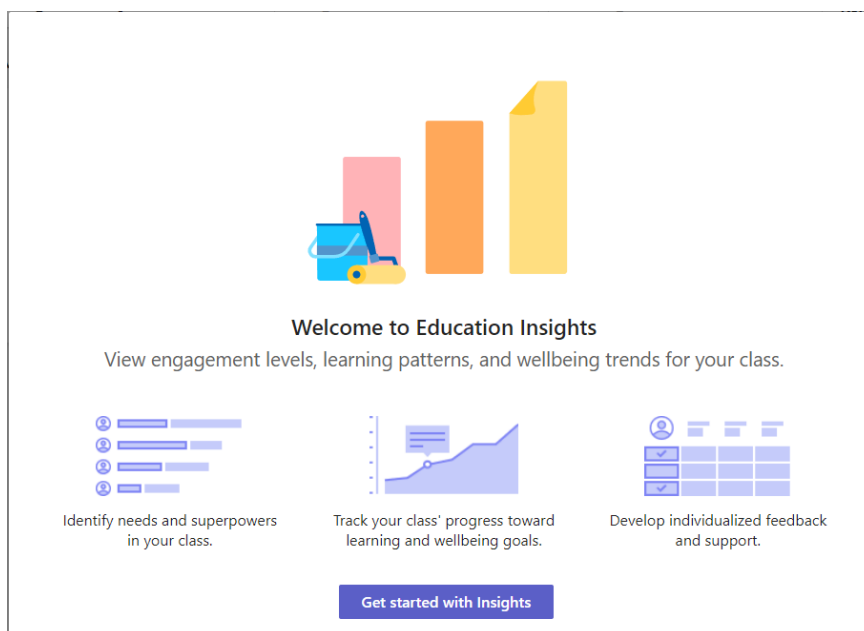 Welcome to Education Insights
View engagement levels, learning patterns, and wellbeing trends for your class.
Identify needs and superpowers
in your class.
Track your class' progress toward
learning and wellbeing goals.
Develop individualized feedback
and support.
Get started with Insights